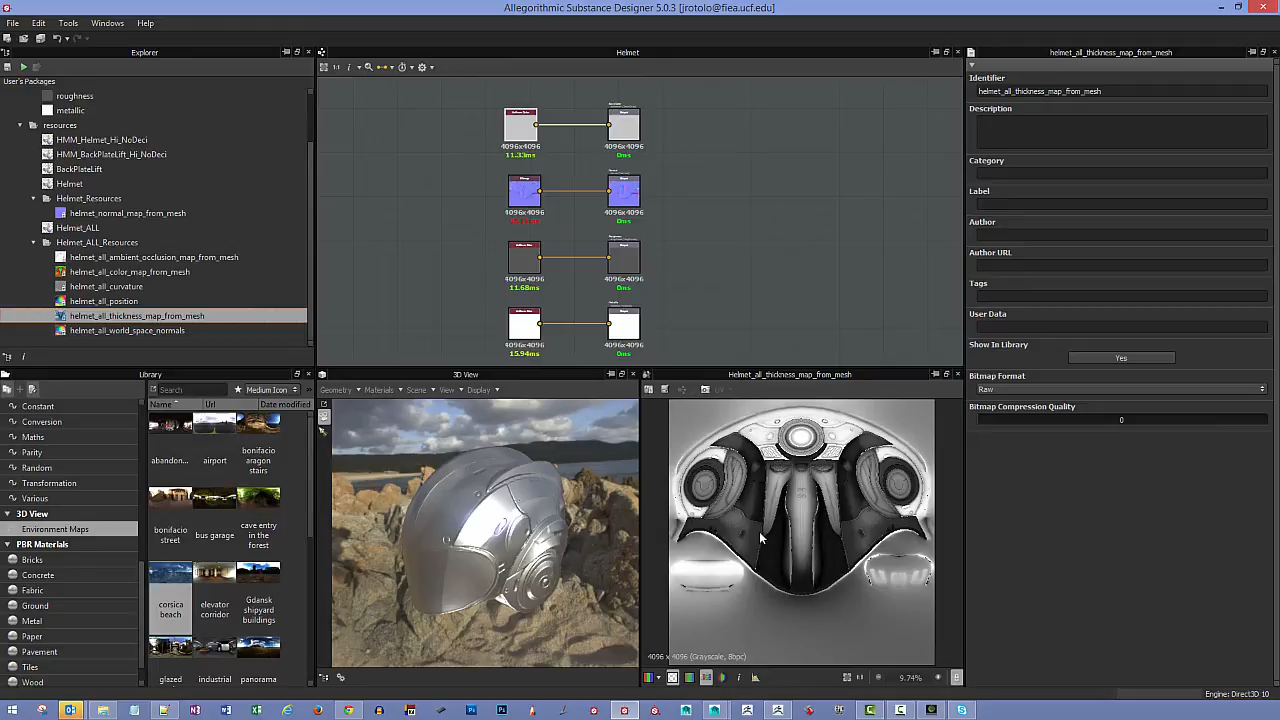 Allegorithmic Substance Designer 5.0.3 [jrotolo@fiea.ucf.edu]
File Edit Tools Windows Help
Explorer
User's Packages
roughness
metallic
resources
HMM_Helmet_Hi_NoDeci
HMM_BackPlateLift_Hi_NoDeci
BackPlateLift
Helmet
Helmet_Resources
helmet_normal_map_from_mesh
Helmet_ALL
Helmet_ALL_Resources
helmet_all_ambient_occlusion_map_from_mesh
helmet_all_color_map_from_mesh
helmet_all_curvature
helmet_all_position
helmet_all_thickness_map_from_mesh
helmet_all_world_space_normals
Helmet
1:1
4096x4096 4096x4096
11.33ms 0ms
4096x4096 4096x4096
0ms
4096x4096 4096x4096
11.68ms 0ms
4096x4096 4096x4096
15.94ms 0ms
helmet_all_thickness_map_from_mesh
Identifier
helmet_all_thickness_map_from_mesh
Description
Category
Label
Author
Author URL
Tags
User Data
Show In Library
Yes
Bitmap Format
Raw
Bitmap Compression Quality
0
Library
Search
Medium Icon
Name Url Date modified
Constant
Conversion
Maths
Parity
Random
Transformation
Various
3D View
Environment Maps
PBR Materials
Bricks
Concrete
Fabric
Ground
Metal
Paper
Pavement
Tiles
Wood
abandon... airport bonifacio aragon stairs
bonifacio street bus garage cave entry in the forest
corsica beach elevator corridor Gdansk shipyard buildings
glazed industrial panorama
3D View
Geometry Materials Scene View Display
Helmet_all_thickness_map_from_mesh
4096 x 4096 (Grayscale, 8bpc)
9.74%
Engine: Direct3D 10